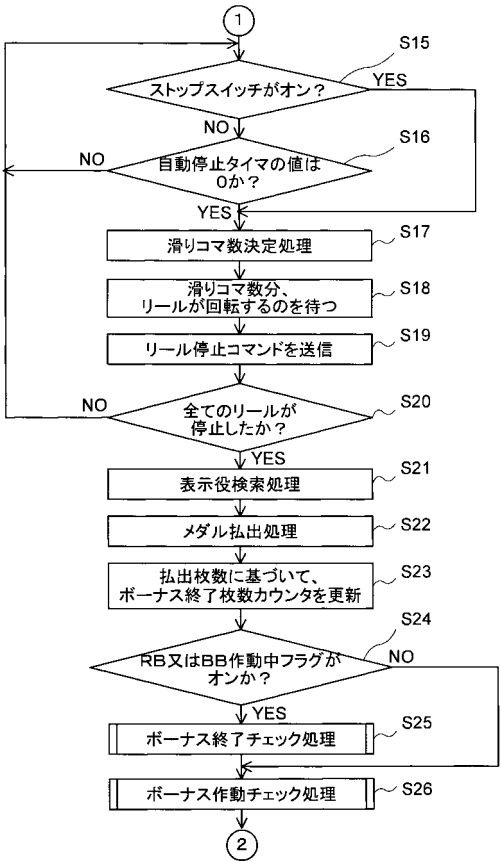 1
S15
ストップスイッチがオン？
YES
NO
S16
自動停止タイマの値は
0か？
NO
YES
S17
滑りコマ数決定処理
S18
滑りコマ数分、
リールが回転するのを待つ
S19
リール停止コマンドを送信
S20
全てのリールが
停止したか？
NO
YES
S21
表示役検索処理
S22
メダル払出処理
S23
払出枚数に基づいて、
ボーナス終了枚数カウンタを更新
S24
RB又はBB作動中フラグが
オンか？
NO
YES
S25
ボーナス終了チェック処理
S26
ボーナス作動チェック処理
2